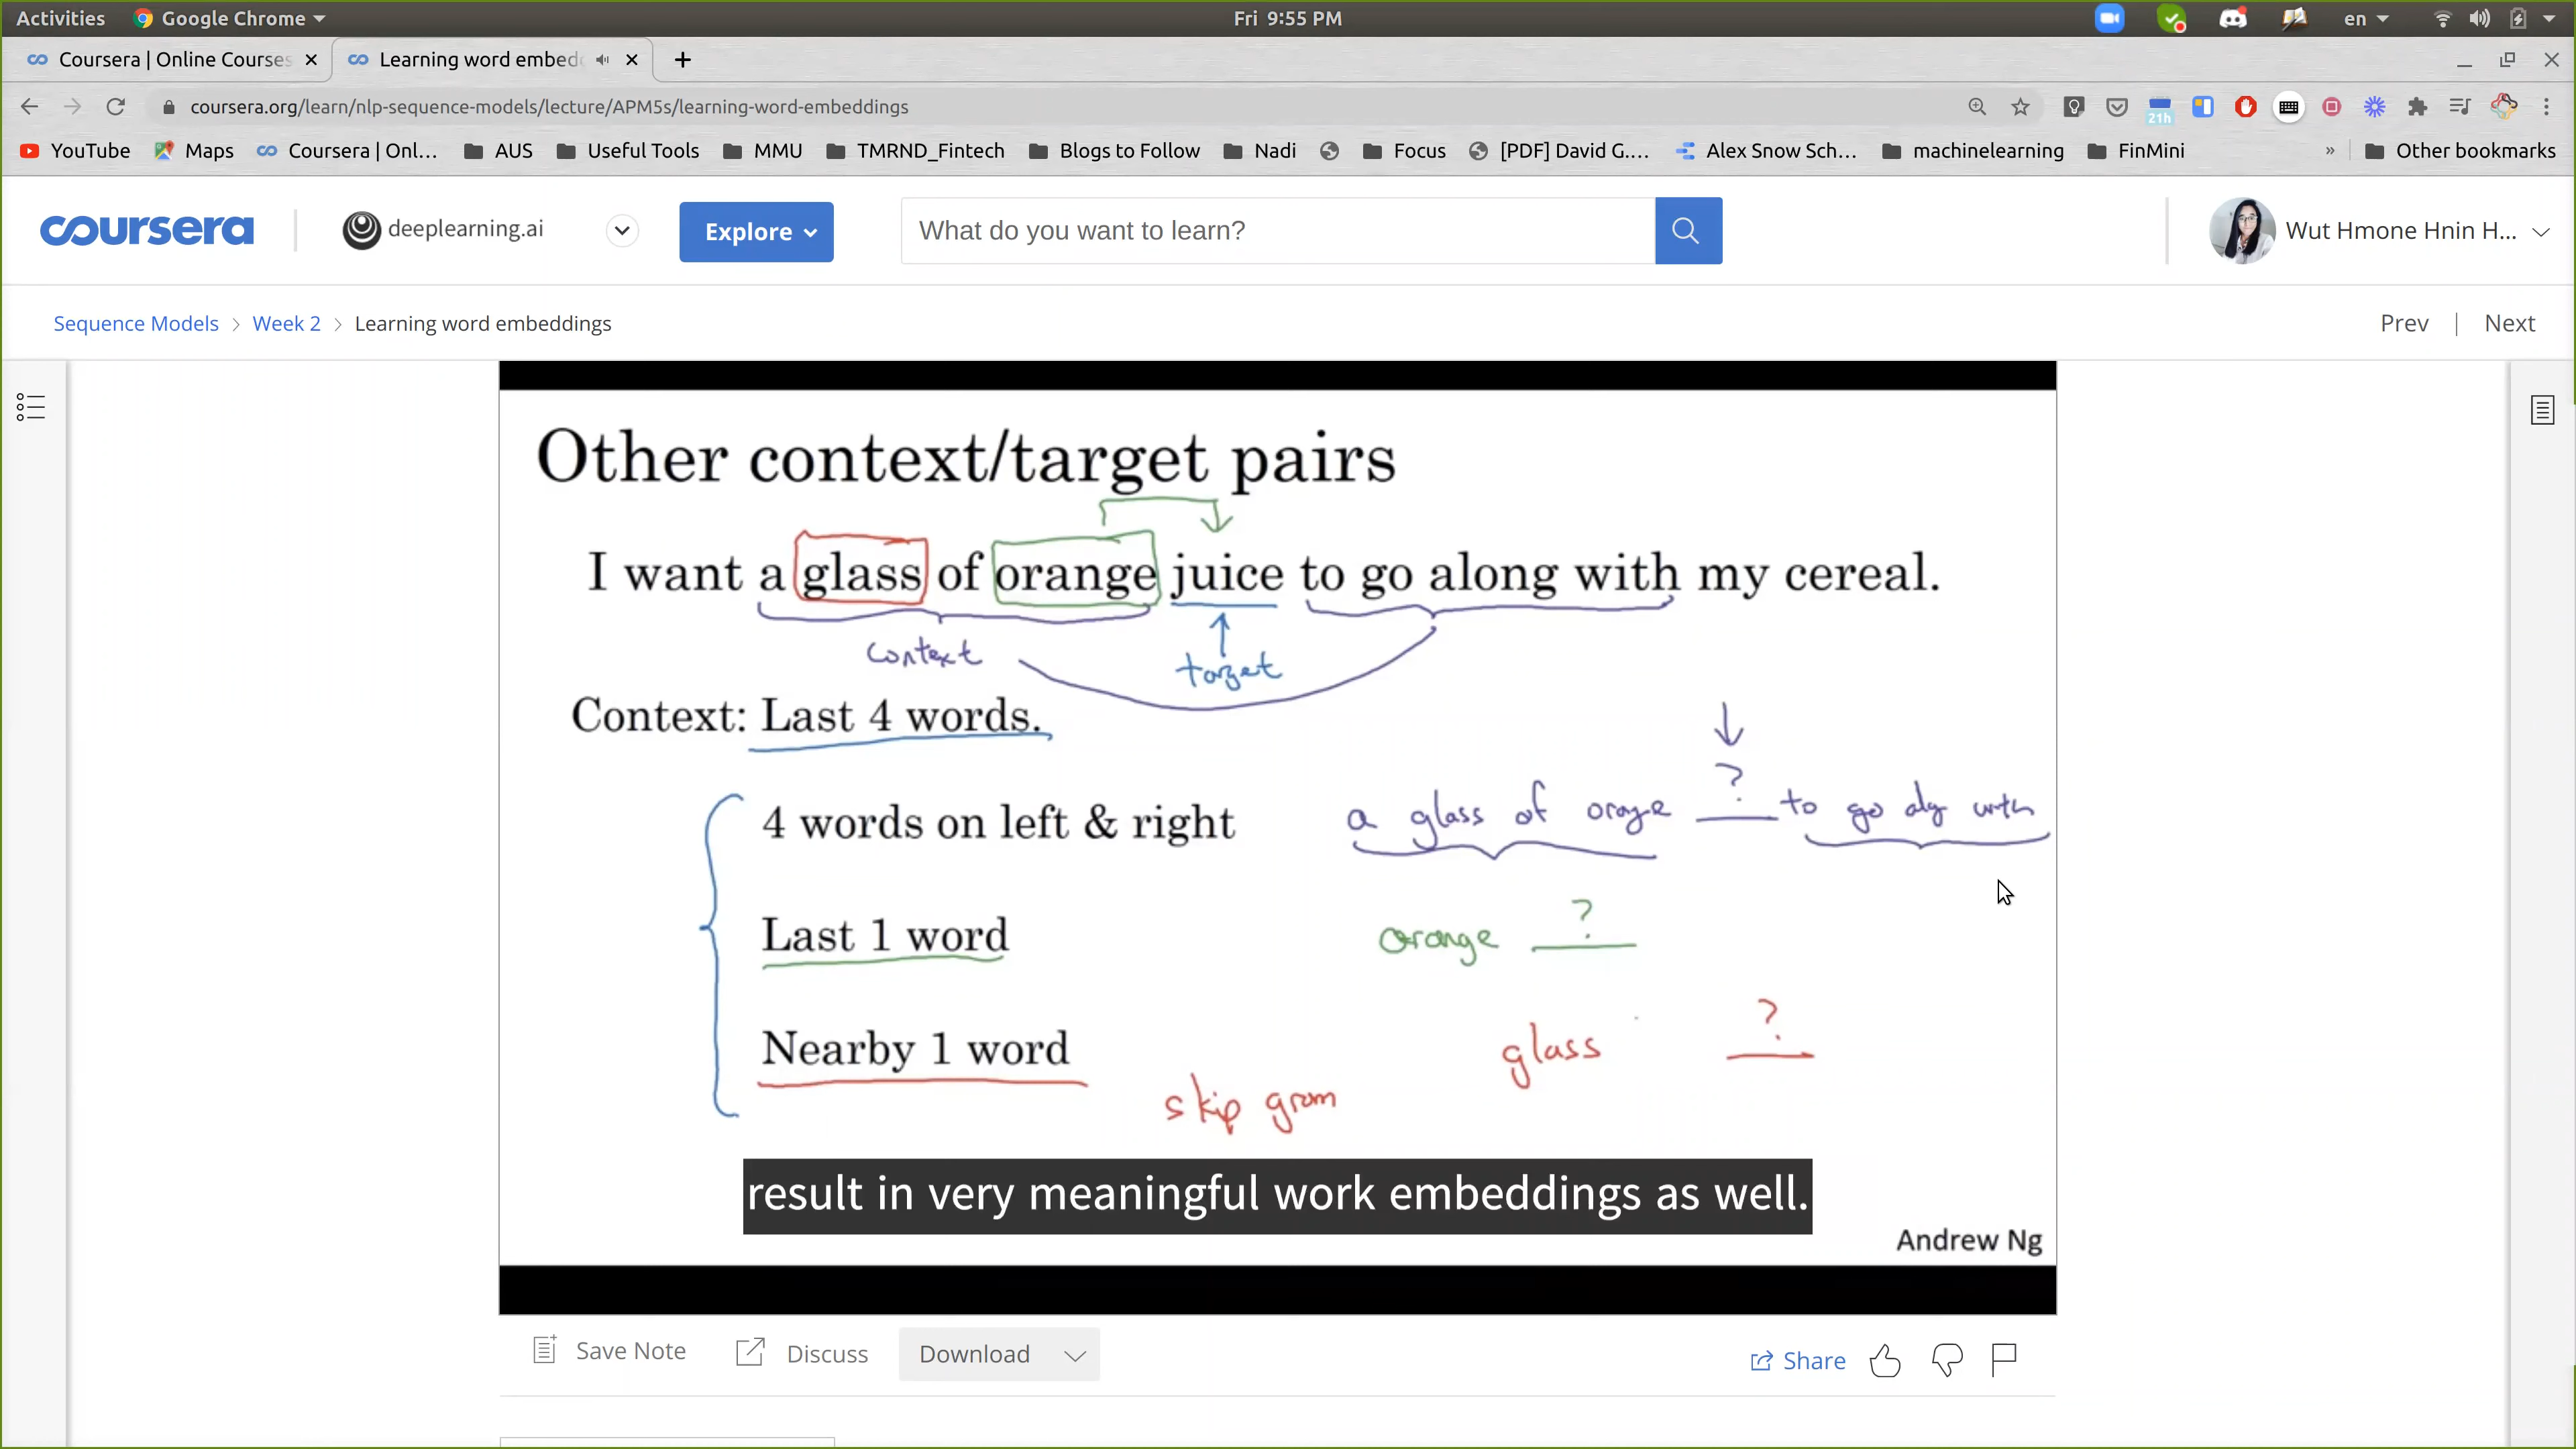 Activities Google Chrome Fri 9:55 PM en
Coursera | Online Courses Learning word embed
coursera.org/learn/nlp-sequence-models/lecture/APM5s/learning-word-embeddings 21h
YouTube Maps Coursera | Onl... AUS Useful Tools MMU TMRND_Fintech Blogs to Follow Nadi Focus [PDF] David G.... Alex Snow Sch... machinelearning FinMini » Other bookmarks
coursera deeplearning.ai Explore What do you want to learn? Wut Hmone Hnin H...
Sequence Models > Week 2 > Learning word embeddings Prev | Next
Other context/target pairs
I want a glass of orange juice to go along with my cereal.
context target
Context: Last 4 words.
4 words on left & right a glass of orange ? to go alg with
Last 1 word orange ?
Nearby 1 word glass ?
skip gram
result in very meaningful work embeddings as well.
Andrew Ng
Save Note Discuss Download Share